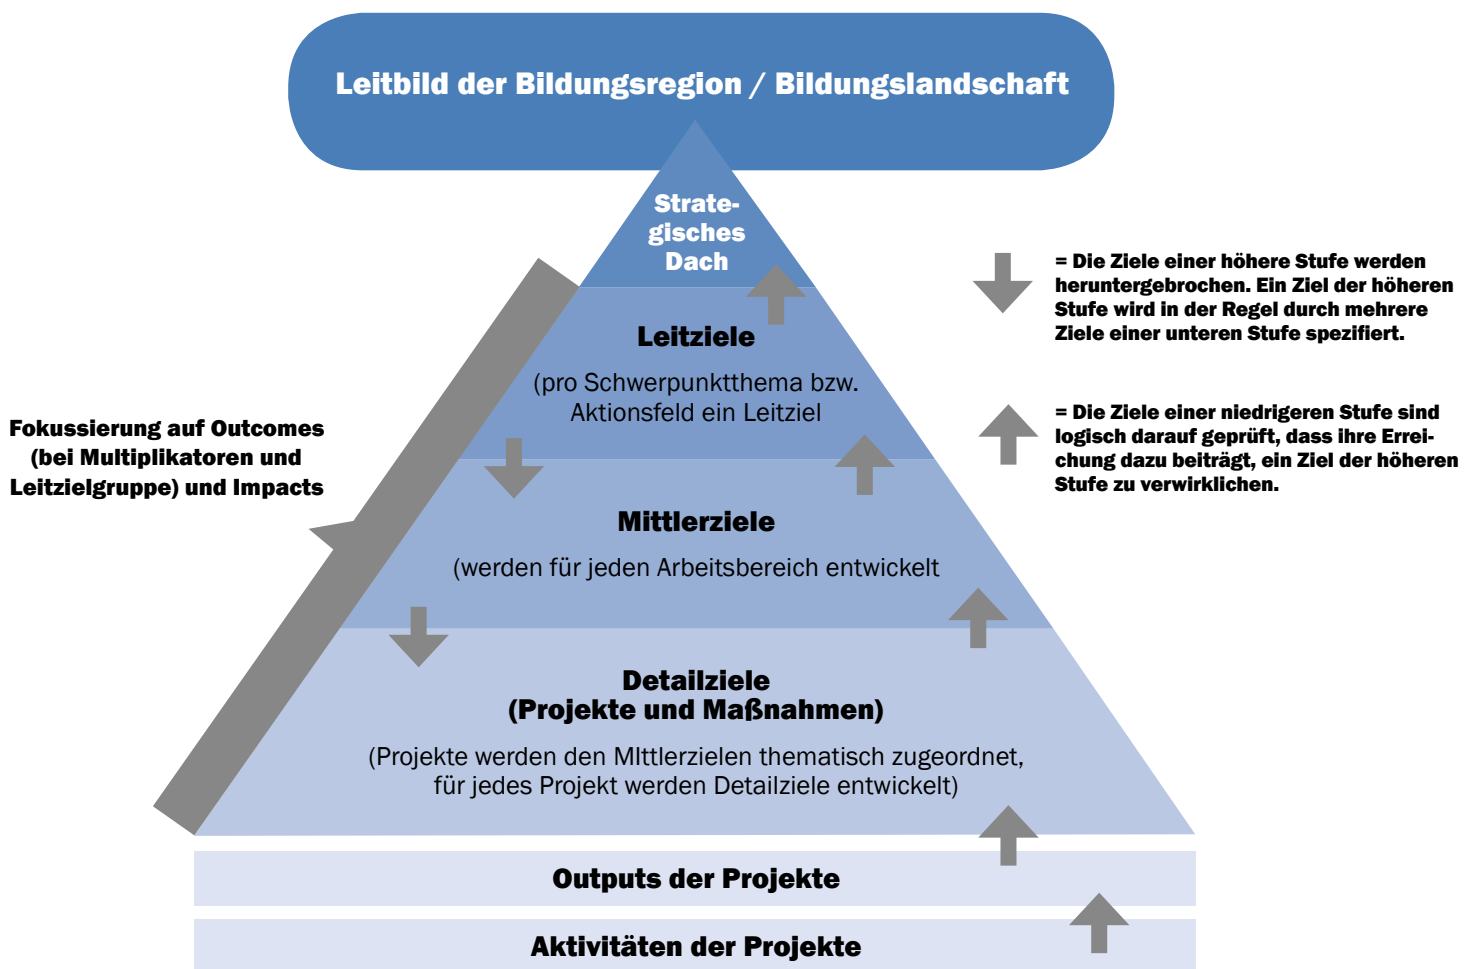 Leitbild der Bildungsregion / Bildungslandschaft
Strate-
gisches
Dach
Leitziele
(pro Schwerpunktthema bzw.
Aktionsfeld ein Leitziel
Mittlerziele
(werden für jeden Arbeitsbereich entwickelt
Detailziele
(Projekte und Maßnahmen)
(Projekte werden den MIttlerzielen thematisch zugeordnet,
für jedes Projekt werden Detailziele entwickelt)
Outputs der Projekte
Aktivitäten der Projekte
Fokussierung auf Outcomes
(bei Multiplikatoren und
Leitzielgruppe) und Impacts
= Die Ziele einer höhere Stufe werden
heruntergebrochen. Ein Ziel der höheren
Stufe wird in der Regel durch mehrere
Ziele einer unteren Stufe spezifiert.
= Die Ziele einer niedrigeren Stufe sind
logisch darauf geprüft, dass ihre Errei-
chung dazu beiträgt, ein Ziel der höheren
Stufe zu verwirklichen.